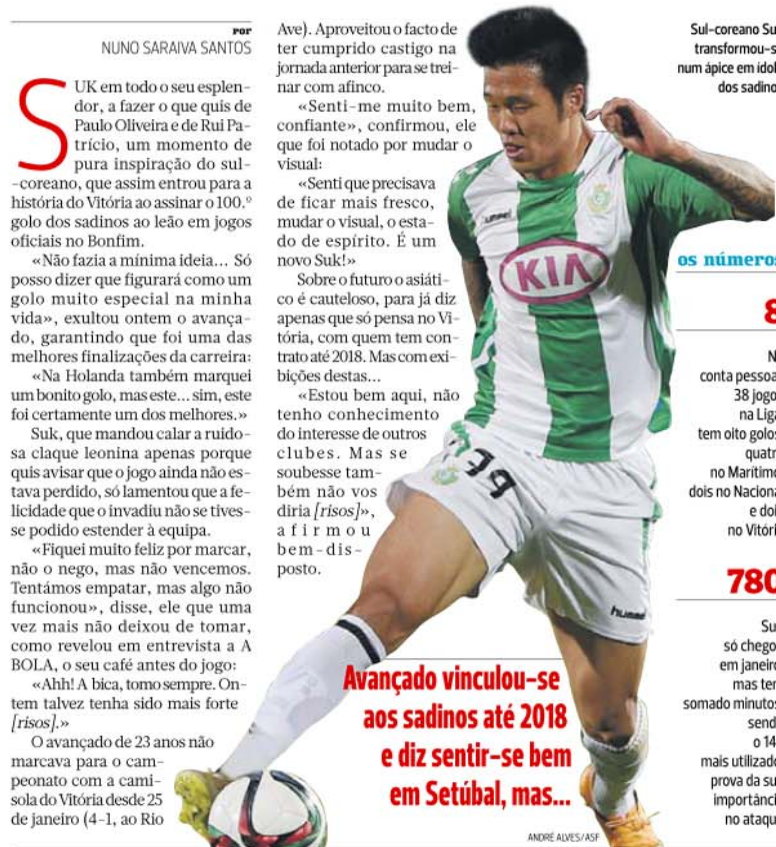 por
NUNO SARAIVA SANTOS
SUK em todo o seu esplen-
dor, a fazer o que quis de
Paulo Oliveira e de Rui Pa-
trício, um momento de
pura inspiração do sul-
-coreano, que assim entrou para a
história do Vitória ao assinar o 100.º
golo dos sadinos ao leão em jogos
oficiais no Bonfim.
«Não fazia a mínima ideia... Só
posso dizer que figurará como um
golo muito especial na minha
vida», exultou ontem o avança-
do, garantindo que foi uma das
melhores finalizações da carreira:
«Na Holanda também marquei
um bonito golo, mas este... sim, este
foi certamente um dos melhores.»
Suk, que mandou calar a ruido-
sa claque leonina apenas porque
quis avisar que o jogo ainda não es-
tava perdido, só lamentou que a fe-
licidade que o invadiu não se tives-
se podido estender à equipa.
«Fiquei muito feliz por marcar,
não o nego, mas não vencemos.
Tentámos empatar, mas algo não
funcionou», disse, ele que uma
vez mais não deixou de tomar,
como revelou em entrevista a A
BOLA, o seu café antes do jogo:
«Ahh! A bica, tomo sempre. On-
tem talvez tenha sido mais forte
[risos].»
O avançado de 23 anos não
marcava para o cam-
peonato com a cami-
sola do Vitória desde 25
de janeiro (4-1, ao Rio
Ave). Aproveitou o facto de
ter cumprido castigo na
jornada anterior para se trei-
nar com afinco.
«Senti-me muito bem,
confiante», confirmou, ele
que foi notado por mudar o
visual:
«Senti que precisava
de ficar mais fresco,
mudar o visual, o esta-
do de espírito. É um
novo Suk!»
Sobre o futuro o asiáti-
co é cauteloso, para já diz
apenas que só pensa no Vi-
tória, com quem tem con-
trato até 2018. Mas com exi-
bições destas...
«Estou bem aqui, não
tenho conhecimento
do interesse de outros
clubes. Mas se
soubesse tam-
bém não vos
diria [risos]»,
afirmou
bem-dis-
posto.
hummel
KIA
39
hummel
Avançado vinculou-se
aos sadinos até 2018
e diz sentir-se bem
em Setúbal, mas...
ANDRÉ ALVES/ASF
Sul-coreano Su
transformou-s
num ápice em ídol
dos sadino
os números
8
N
conta pessoa
38 jogo
na Liga
tem oito golos
quatr
no Marítimo
dois no Naciona
e doi
no Vitóri
780
Su
só chego
em janeiro
mas tem
somado minutos
send
o 14
mais utilizado
prova da su
importânci
no ataqu